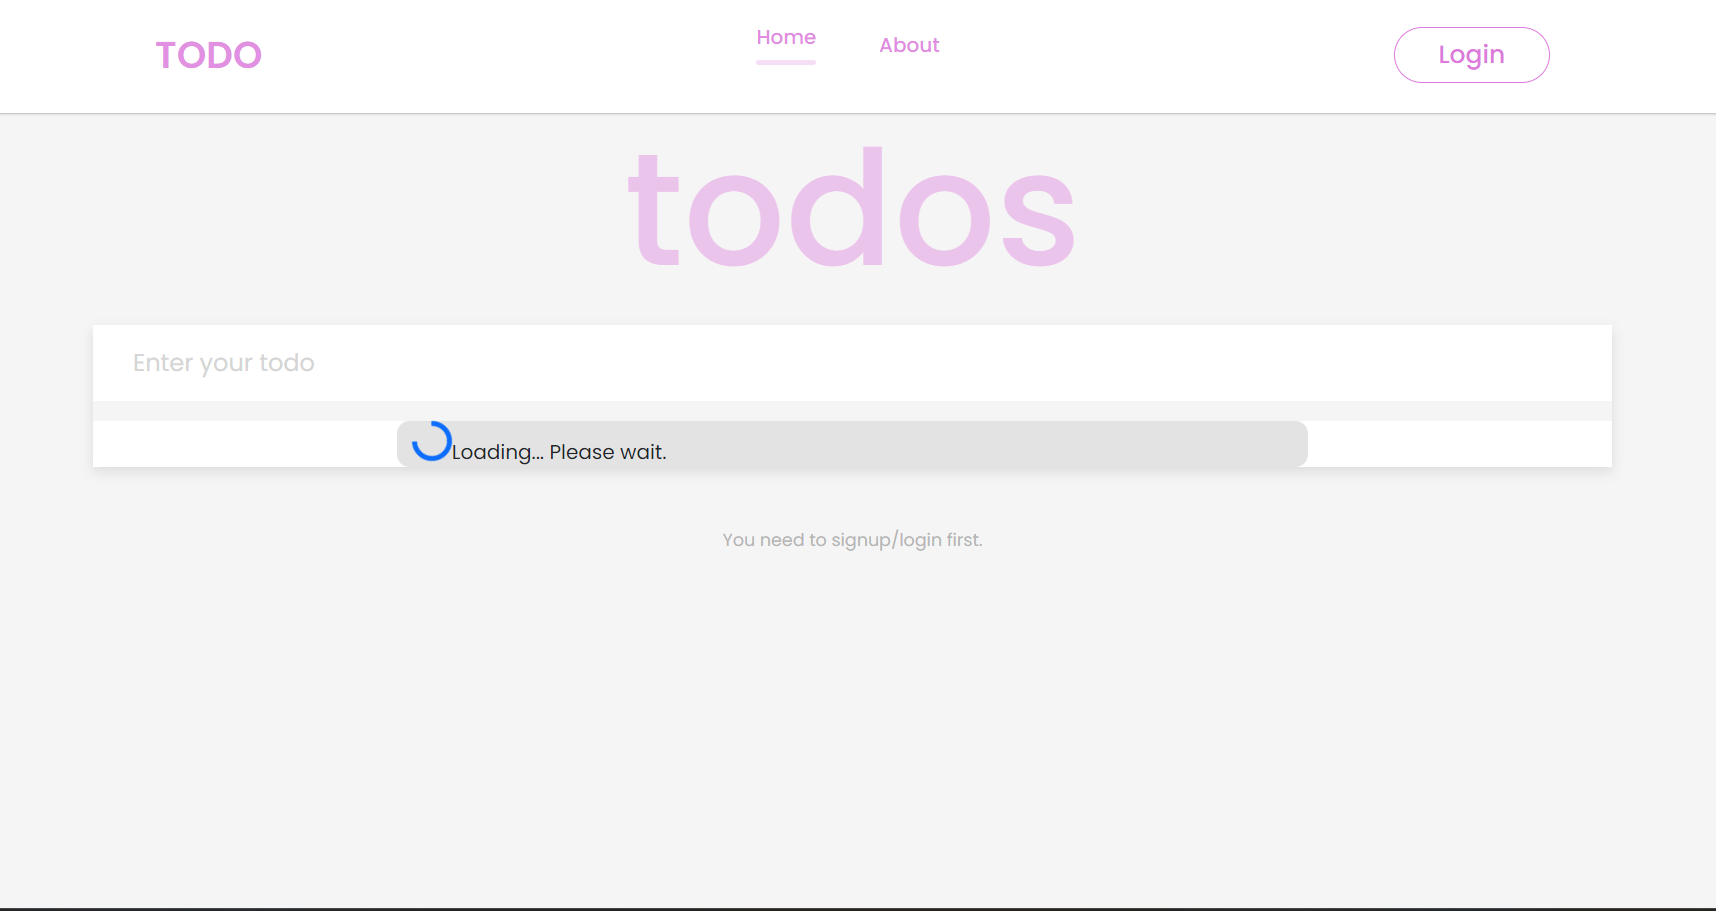 TODO
Home
About
Login
todos
Enter your todo
Loading... Please wait.
You need to signup/login first.